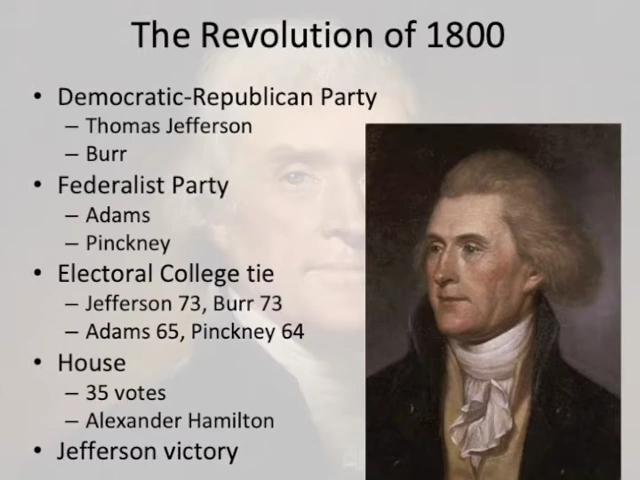 The Revolution of 1800
• Democratic-Republican Party
– Thomas Jefferson
– Burr
• Federalist Party
– Adams
– Pinckney
• Electoral College tie
– Jefferson 73, Burr 73
– Adams 65, Pinckney 64
• House
– 35 votes
– Alexander Hamilton
• Jefferson victory